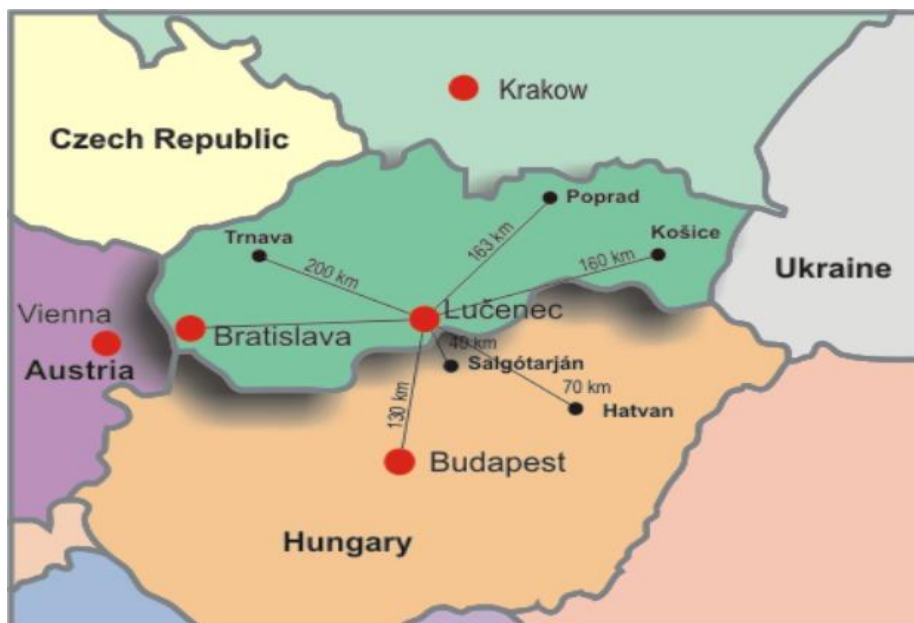 Krakow
Czech Republic
Poprad
Trnava
Košice
163 km
200 km
160 km
Ukraine
Vienna
Lučenec
Bratislava
40 km
Salgótarján
Austria
70 km
130 km
Hatvan
Budapest
Hungary